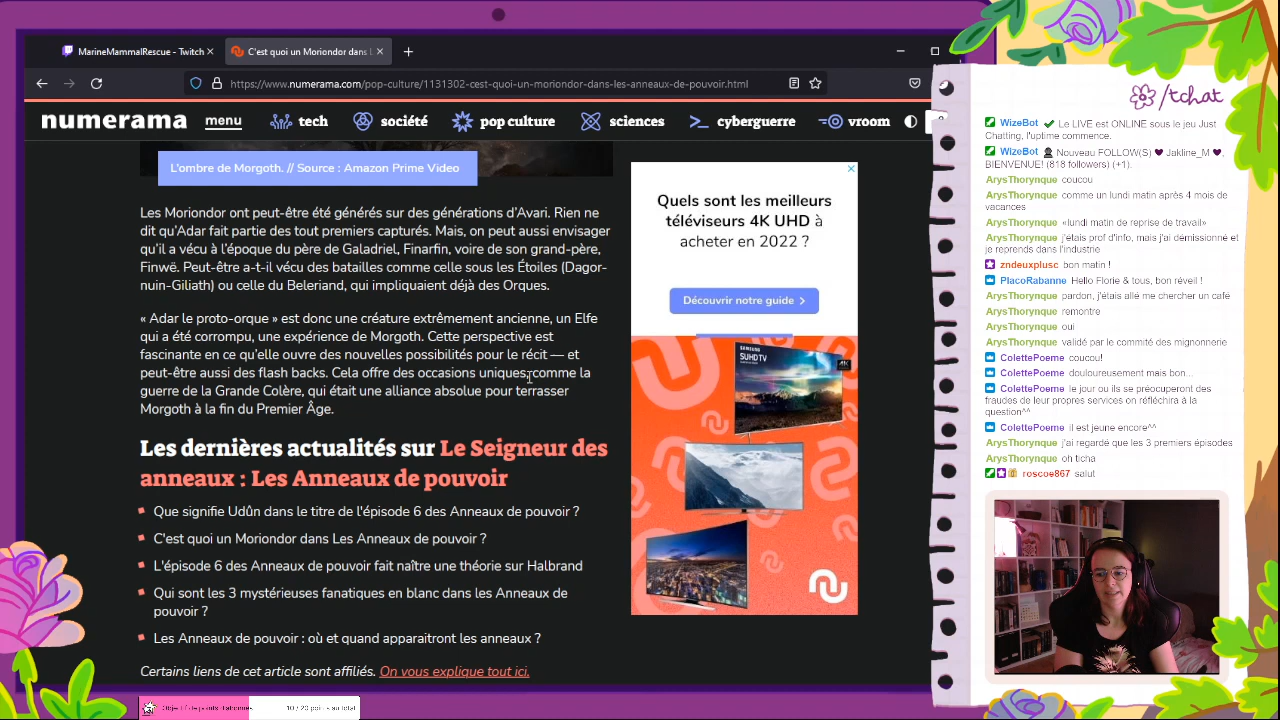 MarineMammalRescue - Twitch
C'est quoi un Moriondor dans L
https://www.numerama.com/pop-culture/1131302-cest-quoi-un-moriondor-dans-les-anneaux-de-pouvoir.html
numerama
menu
tech
société
pop culture
sciences
cyberguerre
vroom
L'ombre de Morgoth. // Source : Amazon Prime Video
Les Moriondor ont peut-être été générés sur des générations d'Avari. Rien ne
dit qu'Adar fait partie des tout premiers capturés. Mais, on peut aussi envisager
qu'il a vécu à l'époque du père de Galadriel, Finarfin, voire de son grand-père,
Finwë. Peut-être a-t-il vécu des batailles comme celle sous les Étoiles (Dagor-
nuin-Giliath) ou celle du Beleriand, qui impliquaient déjà des Orques.
« Adar le proto-orque » est donc une créature extrêmement ancienne, un Elfe
qui a été corrompu, une expérience de Morgoth. Cette perspective est
fascinante en ce qu'elle ouvre des nouvelles possibilités pour le récit — et
peut-être aussi des flash backs. Cela offre des occasions uniques comme la
guerre de la Grande Colère, qui était une alliance absolue pour terrasser
Morgoth à la fin du Premier Âge.
Les dernières actualités sur Le Seigneur des
anneaux : Les Anneaux de pouvoir
Que signifie Udûn dans le titre de l'épisode 6 des Anneaux de pouvoir ?
C'est quoi un Moriondor dans Les Anneaux de pouvoir ?
L'épisode 6 des Anneaux de pouvoir fait naître une théorie sur Halbrand
Qui sont les 3 mystérieuses fanatiques en blanc dans les Anneaux de
pouvoir ?
Les Anneaux de pouvoir : où et quand apparaitront les anneaux ?
Certains liens de cet article sont affiliés. On vous explique tout ici.
Quels sont les meilleurs
téléviseurs 4K UHD à
acheter en 2022 ?
Découvrir notre guide
SAMSUNG
SUHDTV
4K
/tchat
WizeBot Le LIVE est ONLINE sous le jeu Just
Chatting, l'uptime commence.
WizeBot Nouveau FOLLOW(S) Jakline_M
BIENVENUE! (818 followers) (+1).
ArysThorynque coucou
ArysThorynque comme un lundi matin après 4 mois de
vacances
ArysThorynque «lundi matin de reprise de travail»
ArysThorynque j'étais prof d'info, mais j'ai démissionné et
je reprends dans l'industrie
zndeuxplusc bon matin !
PlacoRabanne Hello Florie & tous, bon réveil !
ArysThorynque pardon, j'étais allé me chercher un café
ArysThorynque remontre
ArysThorynque oui
ArysThorynque validé par le committé des mignonnerie
ColettePoeme coucou!
ColettePoeme douloureusement mais bon...
ColettePoeme le jour ou ils se préocuperont des
fraudes de leur propres services on réfléchira à la
question^^
ColettePoeme il est jeune encore^^
ArysThorynque j'ai regardé que les 3 premiers épisodes
ArysThorynque oh ticha
roscoe867 salut